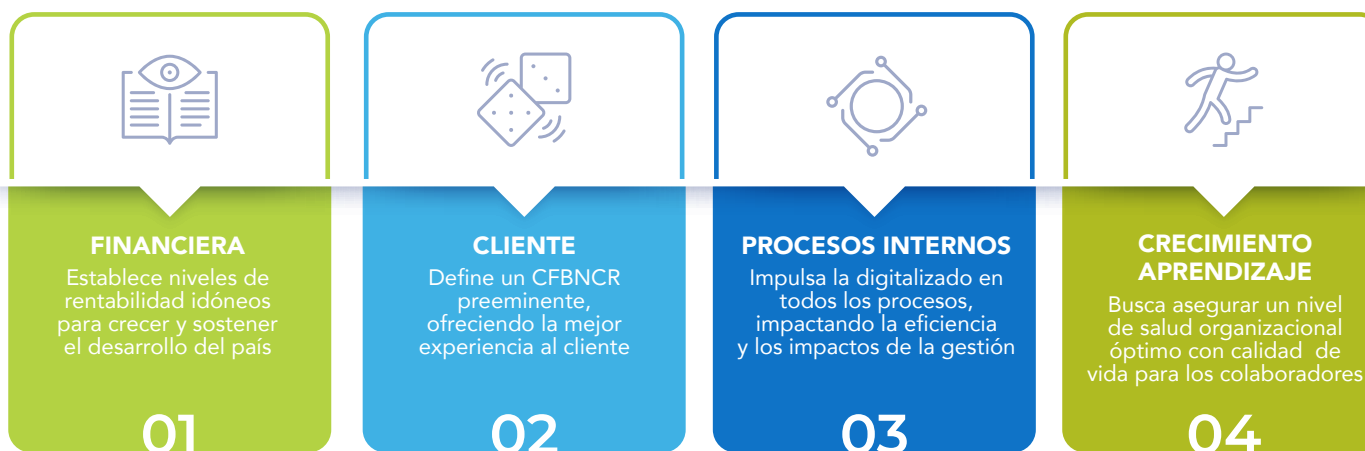 FINANCIERA
Establece niveles de
rentabilidad idóneos
para crecer y sostener
el desarrollo del país
01
CLIENTE
Define un CFBNCR
preeminente,
ofreciendo la mejor
experiencia al cliente
02
PROCESOS INTERNOS
Impulsa la digitalizado en
todos los procesos,
impactando la eficiencia
y los impactos de la gestión
03
CRECIMIENTO
APRENDIZAJE
Busca asegurar un nivel
de salud organizacional
óptimo con calidad de
vida para los colaboradores
04